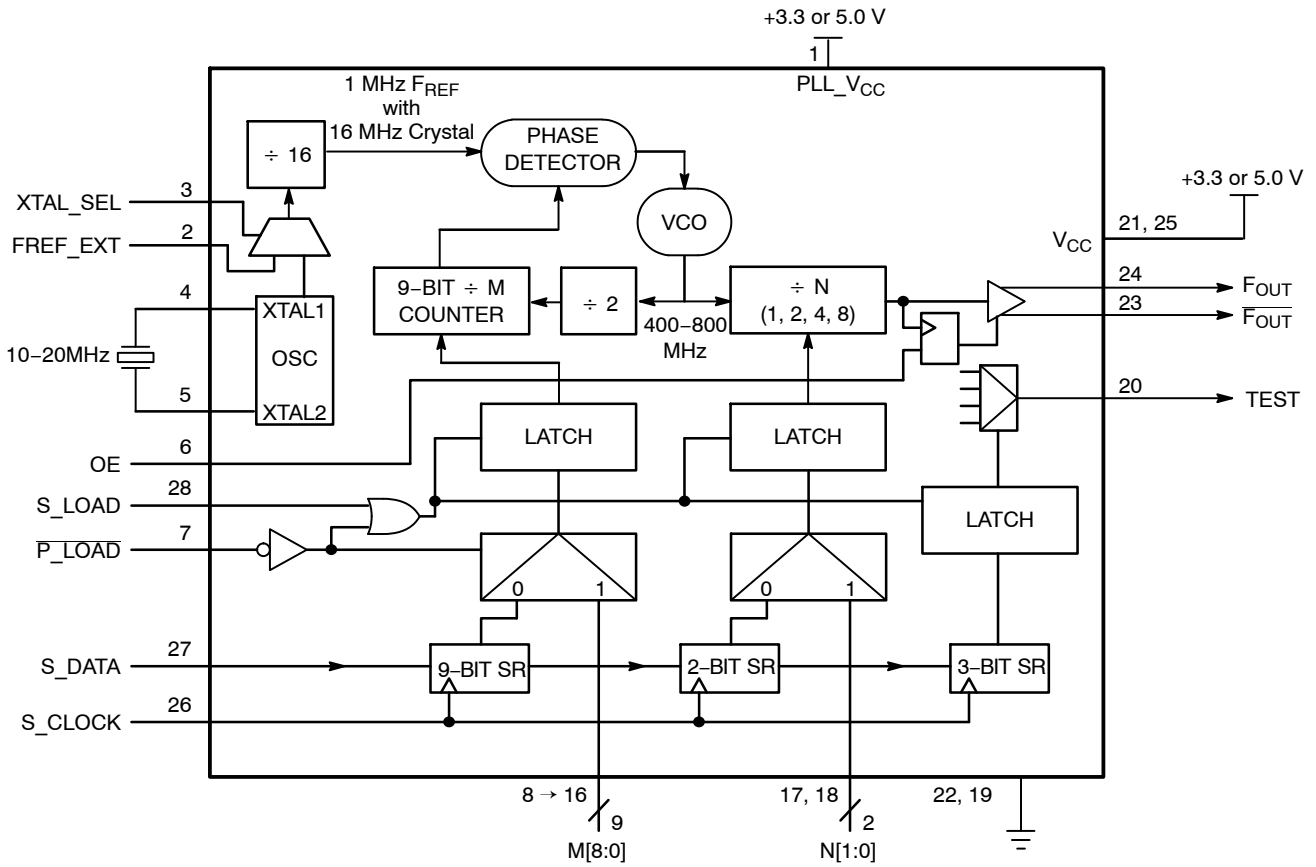 +3.3 or 5.0 V
1
PLL_VCC
1 MHz FREF
with
16 MHz Crystal
÷ 16
PHASE
DETECTOR
+3.3 or 5.0 V
XTAL_SEL
3
VCO
FREF_EXT
2
VCC
21, 25
4
XTAL1
9−BIT ÷ M
COUNTER
÷ 2
÷ N
(1, 2, 4, 8)
24
FOUT
23
FOUT
400−800
MHz
10−20MHz
OSC
5
XTAL2
20
TEST
LATCH
LATCH
OE
6
S_LOAD
28
LATCH
P_LOAD
7
0
1
0
1
S_DATA
27
9−BIT SR
2−BIT SR
3−BIT SR
S_CLOCK
26
8 → 16
9
M[8:0]
17, 18
2
N[1:0]
22, 19